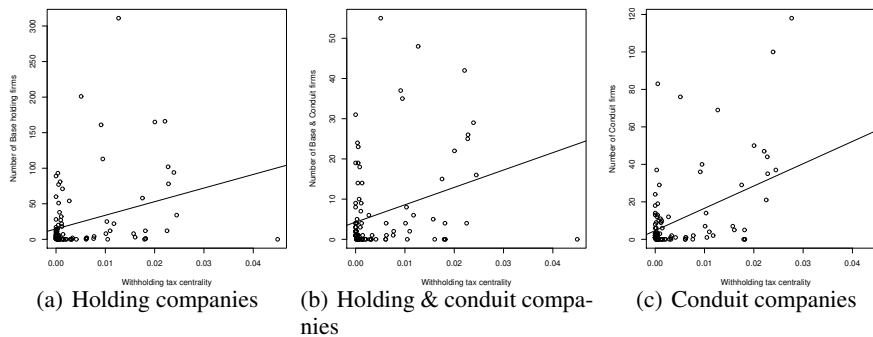 300
250
200
150
100
50
0
Number of Base holding firms
0.00 0.01 0.02 0.03 0.04
Withholding tax centrality
(a) Holding companies
50
40
30
20
10
0
Number of Base & Conduit firms
0.00 0.01 0.02 0.03 0.04
Withholding tax centrality
(b) Holding & conduit compa-
nies
120
100
80
60
40
20
0
Number of Conduit firms
0.00 0.01 0.02 0.03 0.04
Withholding tax centrality
(c) Conduit companies